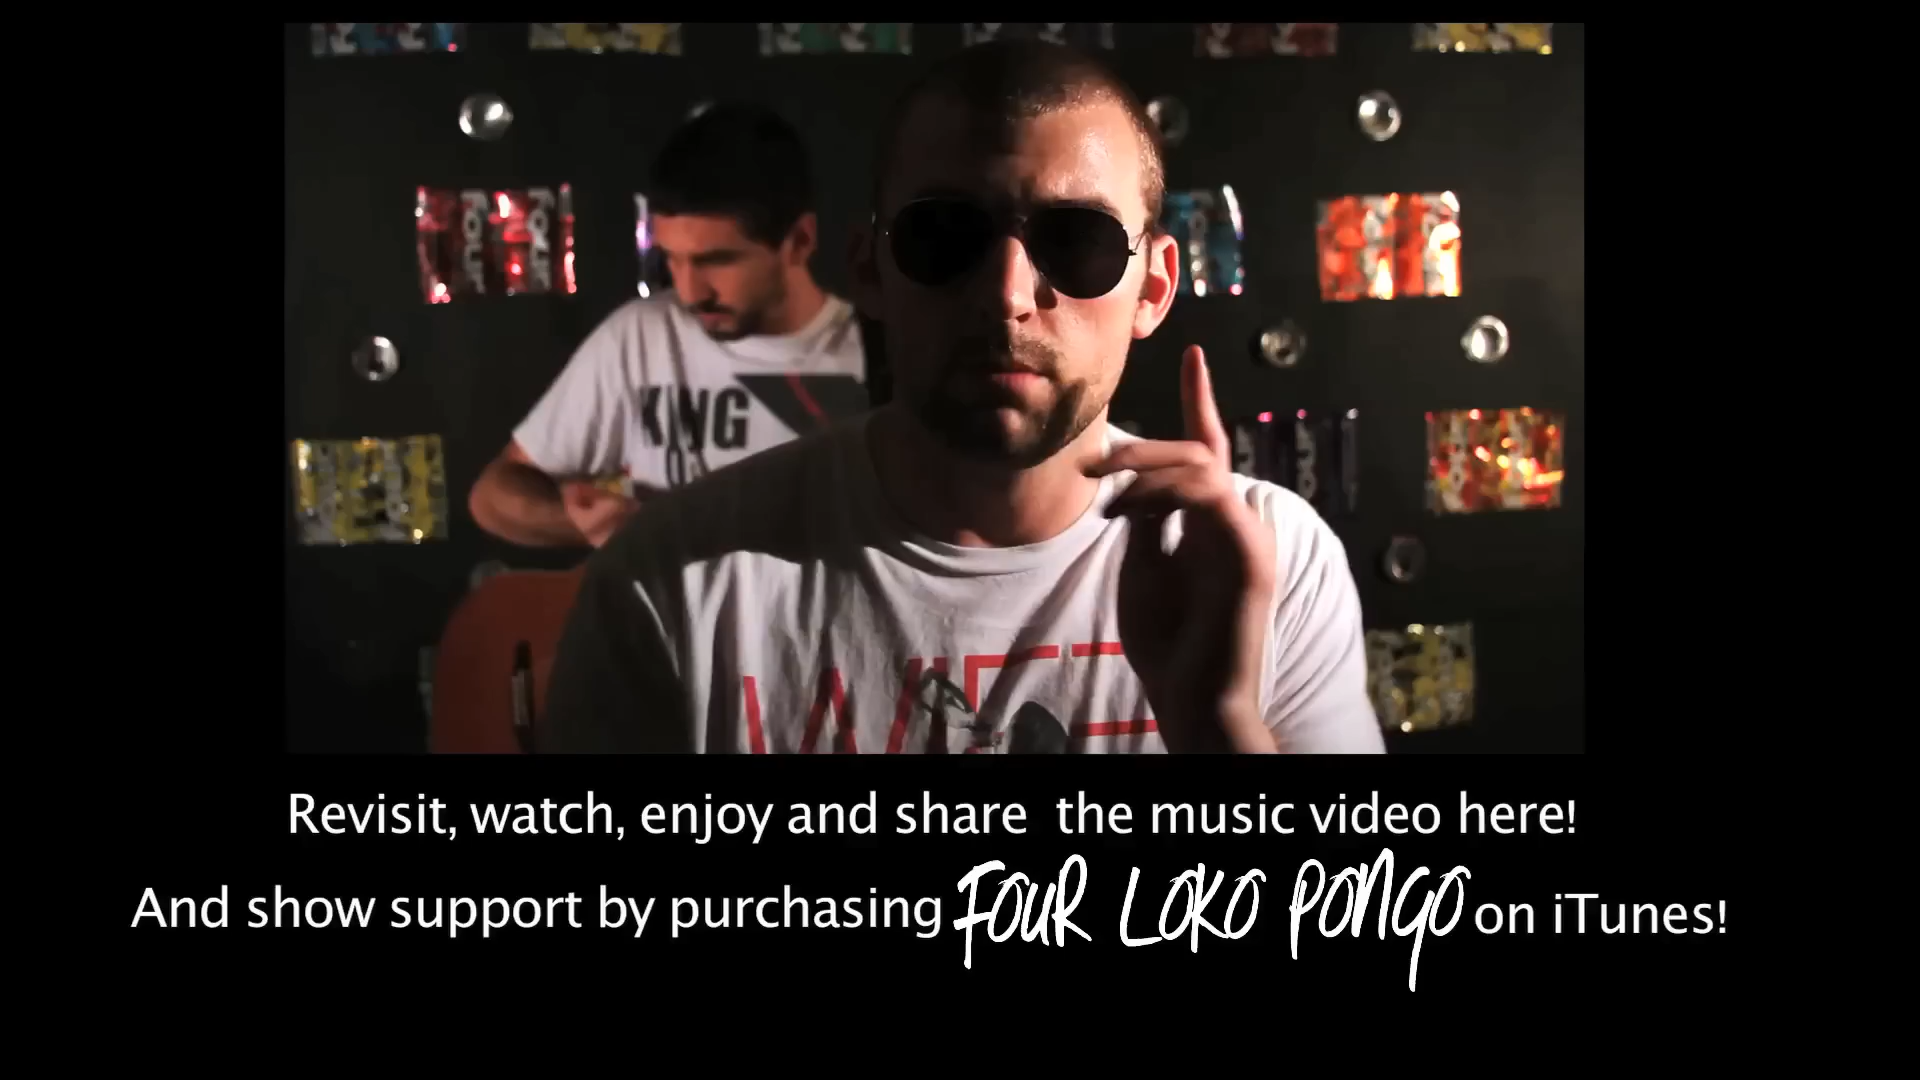 KING
Revisit, watch, enjoy and share the music video here!
And show support by purchasing FOUR LOKO PONGO on iTunes!